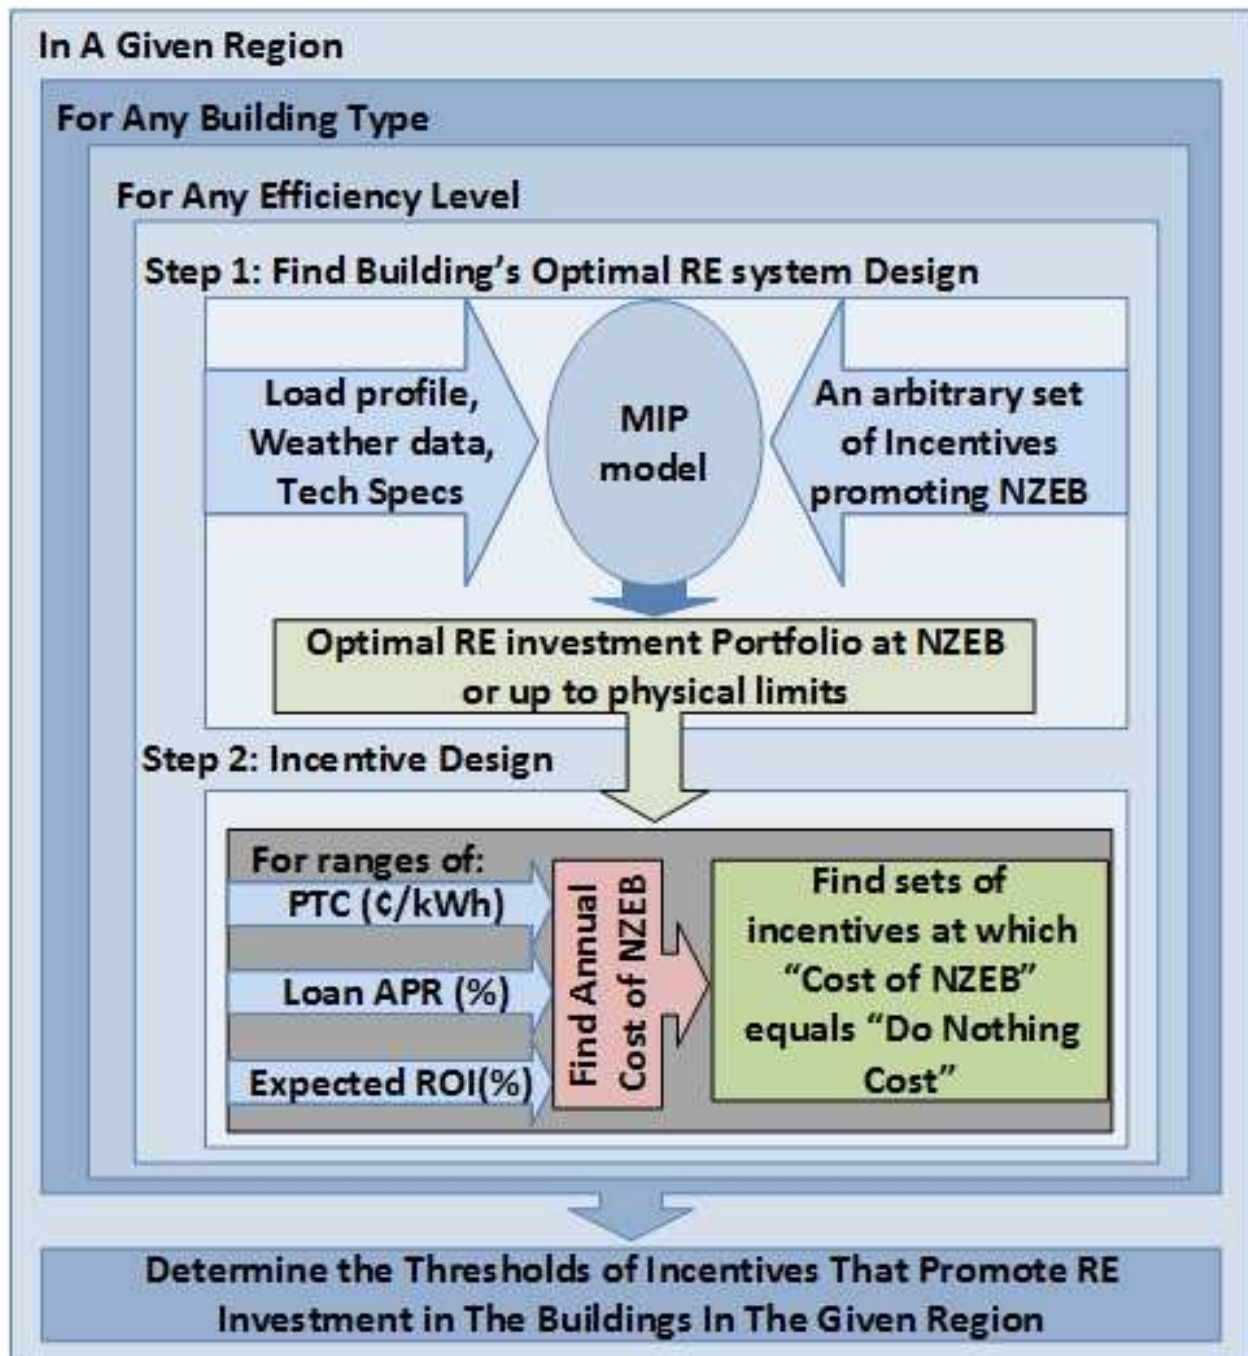 In A Given Region
For Any Building Type
For Any Efficiency Level
Step 1: Find Building’s Optimal RE system Design
Load profile,
Weather data,
Tech Specs
MIP
model
An arbitrary set
of Incentives
promoting NZEB
Optimal RE investment Portfolio at NZEB
or up to physical limits
Step 2: Incentive Design
For ranges of:
PTC (¢/kWh)
Loan APR (%)
Expected ROI(%)
Find Annual
Cost of NZEB
Find sets of
incentives at which
“Cost of NZEB”
equals “Do Nothing
Cost”
Determine the Thresholds of Incentives That Promote RE
Investment in The Buildings In The Given Region